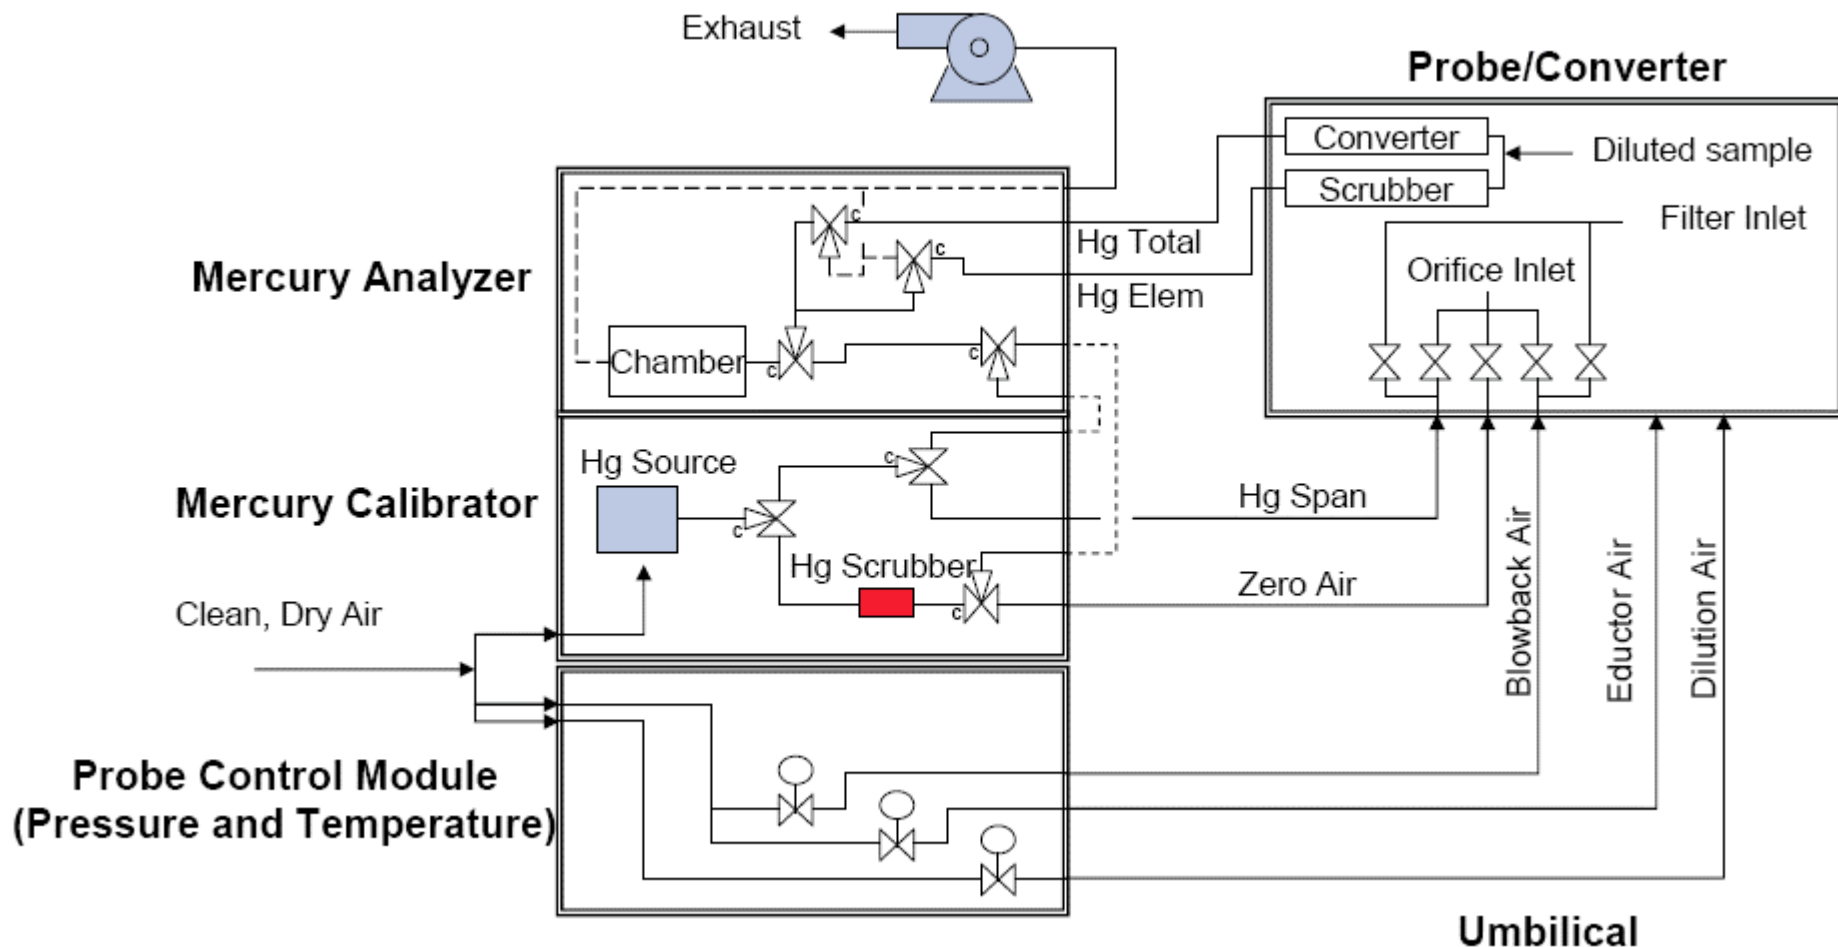 Exhaust
Probe/Converter
Converter
Diluted sample
Scrubber
Filter Inlet
c
Hg Total
c
Orifice Inlet
Mercury Analyzer
Hg Elem
Chamber
c
c
Hg Source
c
Mercury Calibrator
Hg Span
c
Hg Scrubber
Zero Air
c
Clean, Dry Air
Blowback Air
Eductor Air
Dilution Air
Probe Control Module
(Pressure and Temperature)
Umbilical